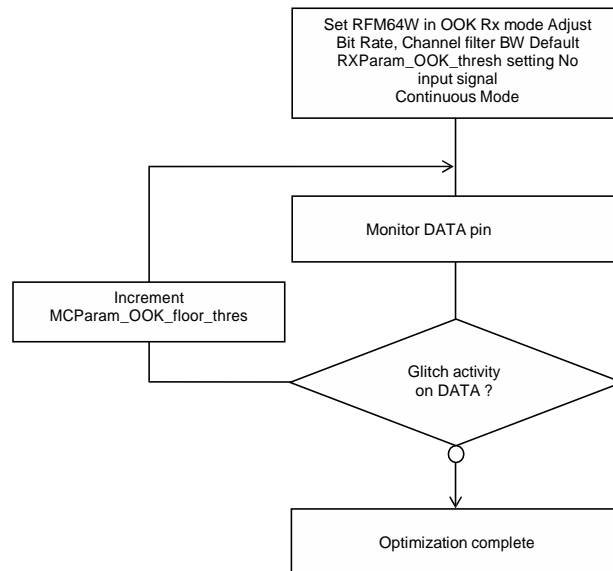 Set RFM64W in OOK Rx mode Adjust
Bit Rate, Channel filter BW Default
RXParam_OOK_thresh setting No
input signal
Continuous Mode
Monitor DATA pin
Increment
MCParam_OOK_floor_thres
Glitch activity
on DATA ?
Optimization complete